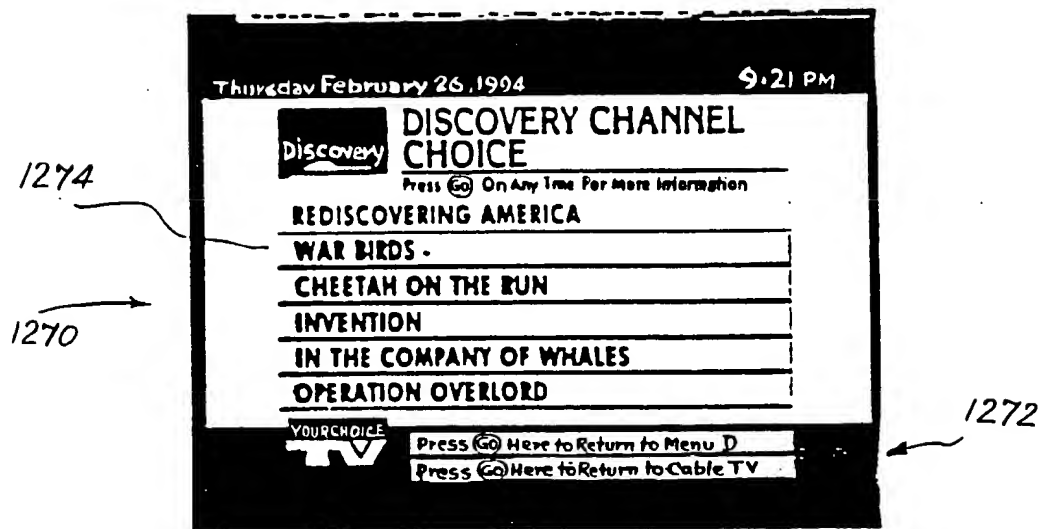 Thursday February 26, 1994 9:21 PM
Discovery
DISCOVERY CHANNEL
CHOICE
Press Go On Any Time For More Information
1274
REDISCOVERING AMERICA
WAR BIRDS
CHEETAH ON THE RUN
1270
INVENTION
IN THE COMPANY OF WHALES
OPERATION OVERLORD
1272
YOUR CHOICE
TV
Press Go Here to Return to Menu D
Press Go Here to Return to Cable TV